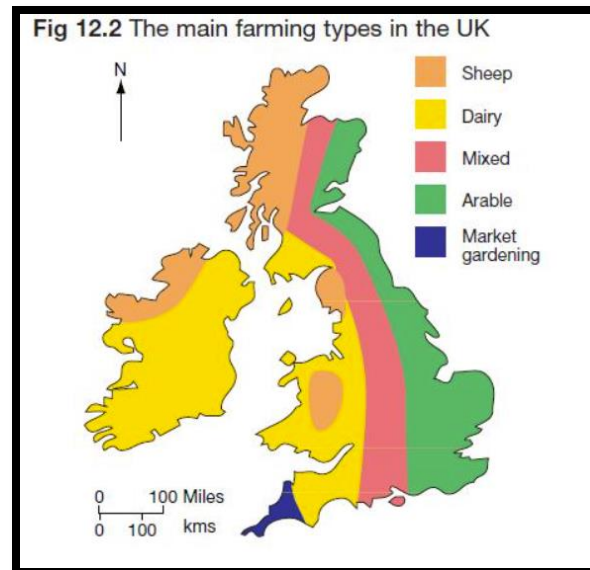 Fig 12.2 The main farming types in the UK
N
Sheep
Dairy
Mixed
Arable
Market
gardening
0 100 Miles
0 100 kms